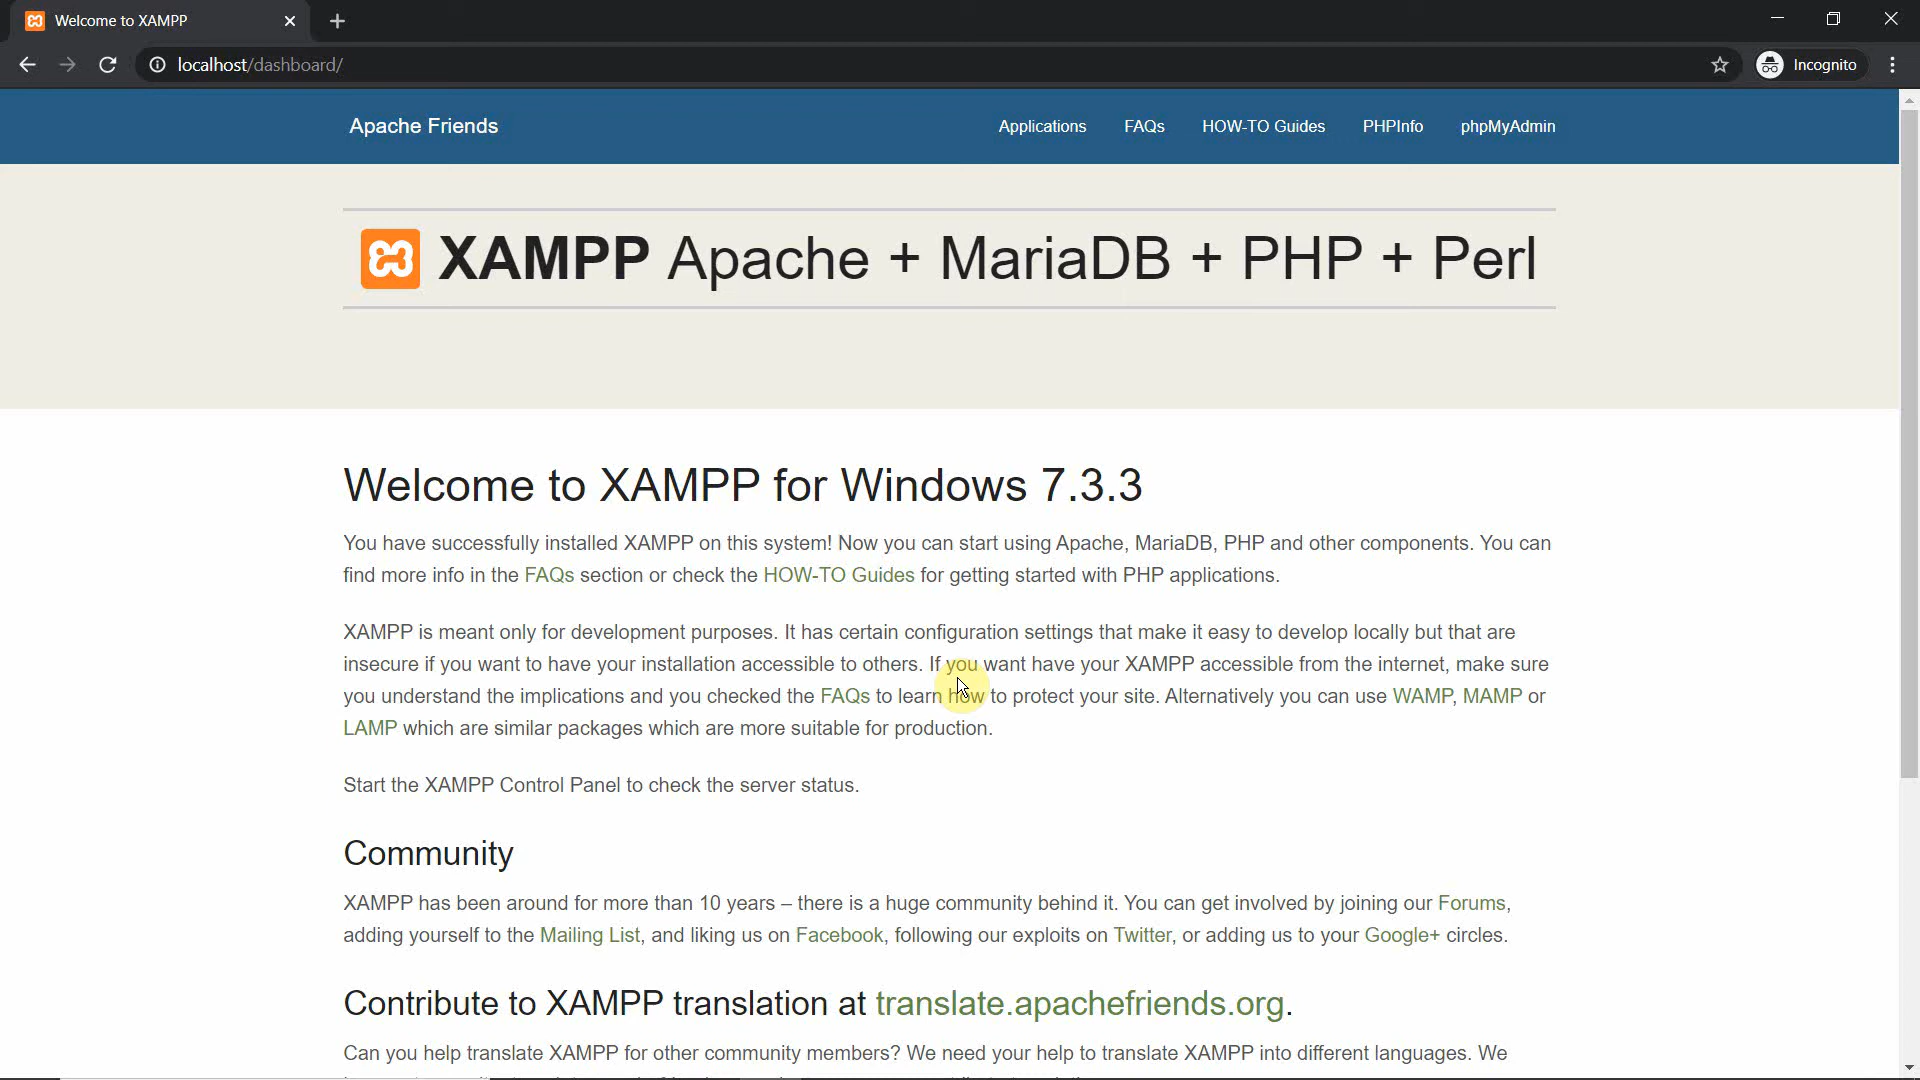 Welcome to XAMPP
localhost/dashboard/
Incognito
Apache Friends
Applications
FAQs
HOW-TO Guides
PHPInfo
phpMyAdmin
XAMPP Apache + MariaDB + PHP + Perl
Welcome to XAMPP for Windows 7.3.3
You have successfully installed XAMPP on this system! Now you can start using Apache, MariaDB, PHP and other components. You can
find more info in the FAQs section or check the HOW-TO Guides for getting started with PHP applications.
XAMPP is meant only for development purposes. It has certain configuration settings that make it easy to develop locally but that are
insecure if you want to have your installation accessible to others. If you want have your XAMPP accessible from the internet, make sure
you understand the implications and you checked the FAQs to learn how to protect your site. Alternatively you can use WAMP, MAMP or
LAMP which are similar packages which are more suitable for production.
Start the XAMPP Control Panel to check the server status.
Community
XAMPP has been around for more than 10 years – there is a huge community behind it. You can get involved by joining our Forums,
adding yourself to the Mailing List, and liking us on Facebook, following our exploits on Twitter, or adding us to your Google+ circles.
Contribute to XAMPP translation at translate.apachefriends.org.
Can you help translate XAMPP for other community members? We need your help to translate XAMPP into different languages. We